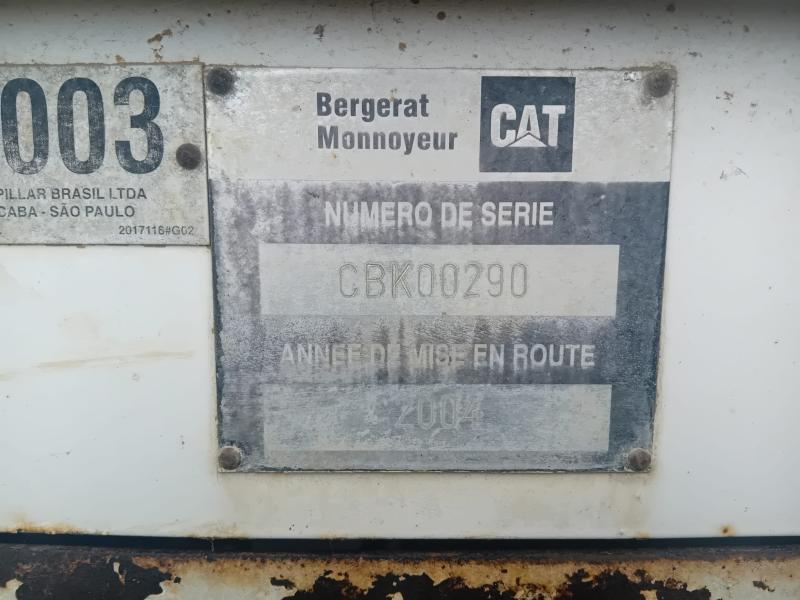 003
PILLAR BRASIL LTDA
CABA - SÃO PAULO
2017116#G02
Bergerat
Monnoyeur
CAT
NUMERO DE SERIE
CBK00290
ANNEE DE MISE EN ROUTE
2004